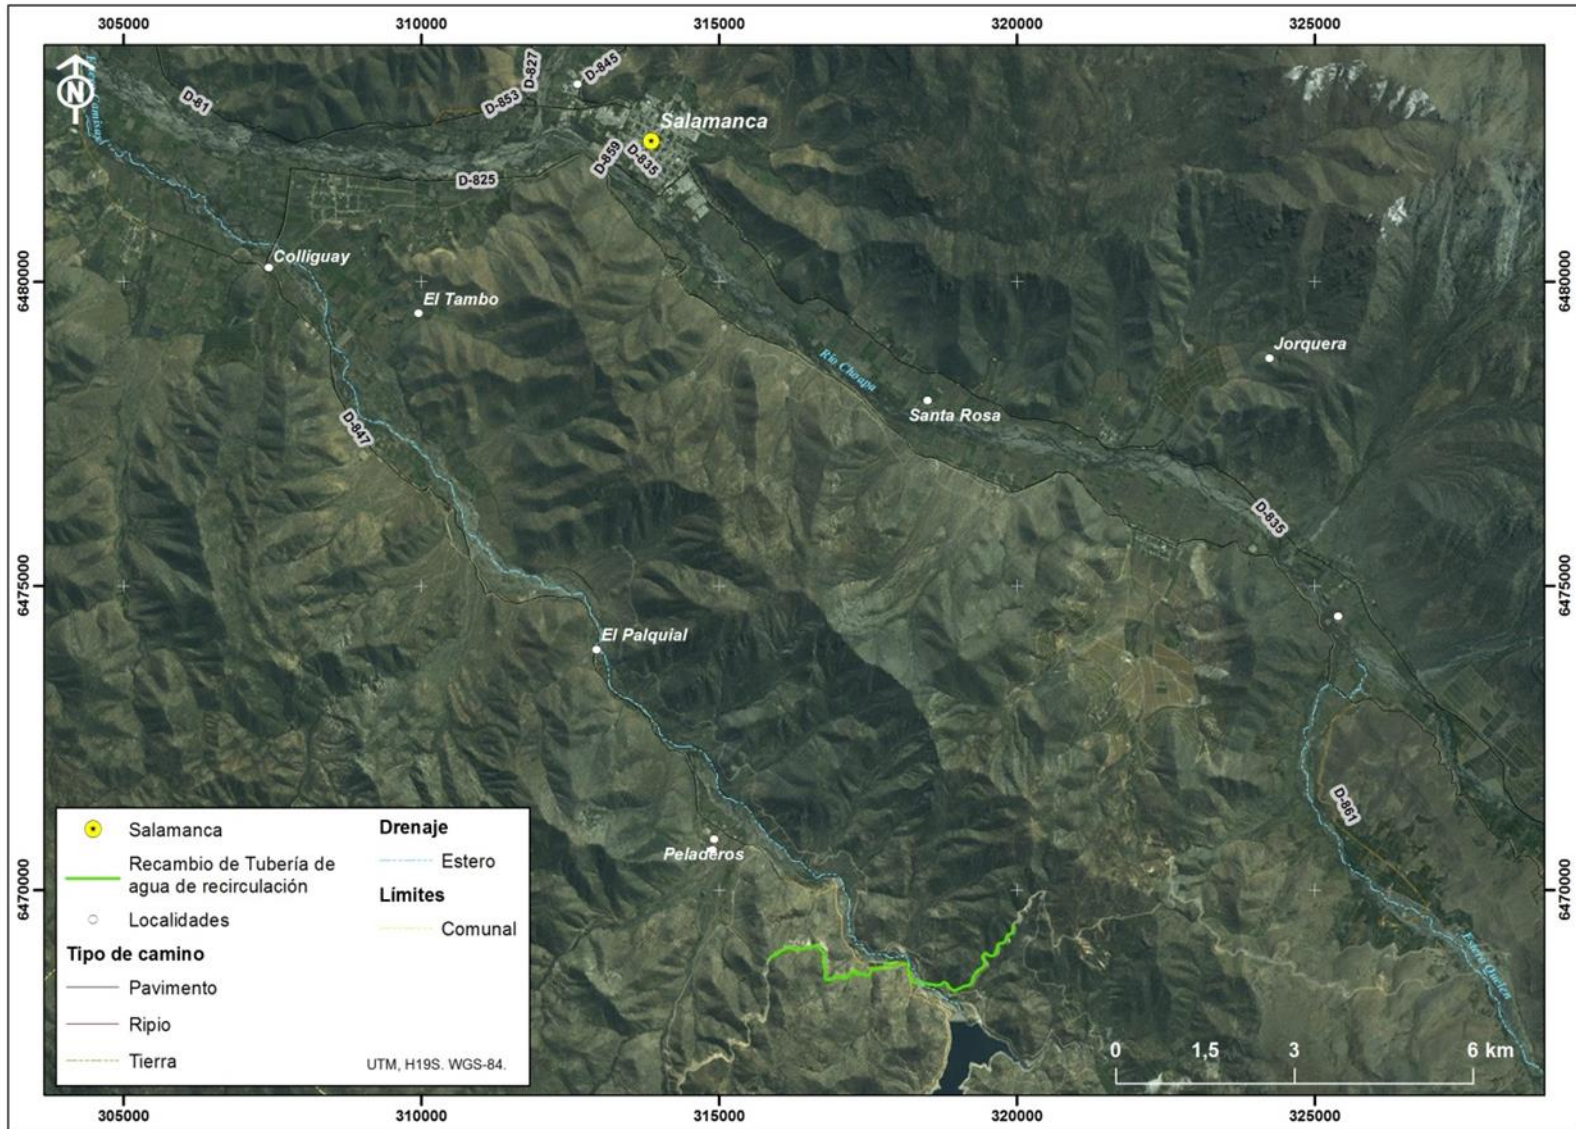 305000
310000
315000
320000
325000
N
D-81
D-853
D-827
D-845
Salamanca
D-859
D-835
D-825
Colliguay
El Tambo
6480000
6480000
Jorquera
Río Choapa
Santa Rosa
D-847
D-835
6475000
6475000
El Palquial
D-861
Peladeros
6470000
6470000
Estero Quelen
Salamanca
Recambio de Tubería de
agua de recirculación
Localidades
Tipo de camino
Pavimento
Ripio
Tierra
Drenaje
Estero
Límites
Comunal
UTM, H19S. WGS-84.
0 1,5 3 6 km
305000
310000
315000
320000
325000